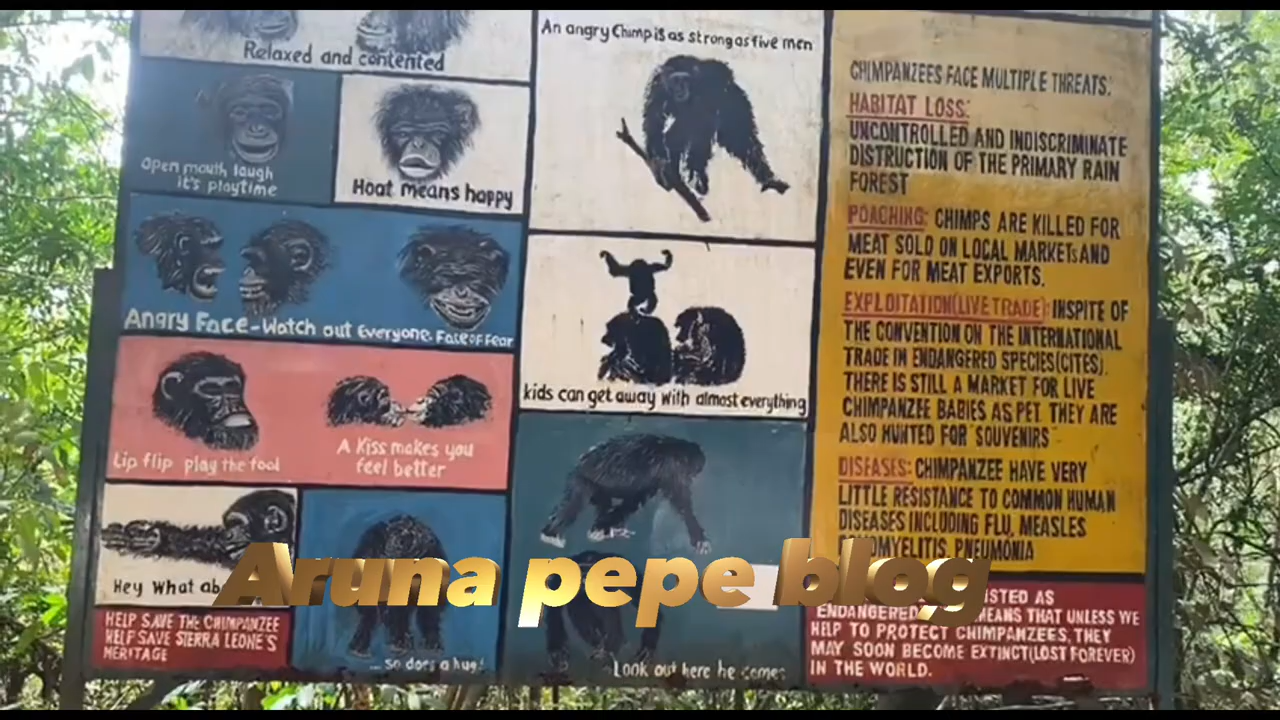 Relaxed and contented
Open mouth laugh
it's playtime
Hoot means happy
Angry Face-Watch out Everyone. Face of Fear
Lip flip play the fool
A Kiss makes you
feel better
Hey What
HELP SAVE THE CHIMPANZEE
HELF SAVE SIERRA LEONE'S
HERITAGE
... so does a hug!
An angry Chimp is as strong as five men
kids can get away with almost everything
Look out here he comes
CHIMPANZEES FACE MULTIPLE THREATS:
HABITAT LOSS:
UNCONTROLLED AND INDISCRIMINATE
DISTRUCTION OF THE PRIMARY RAIN
FOREST
POACHING: CHIMPS ARE KILLED FOR
MEAT SOLD ON LOCAL MARKETS AND
EVEN FOR MEAT EXPORTS.
EXPLOITATION(LIVE TRADE): INSPITE OF
THE CONVENTION ON THE INTERNATIONAL
TRADE IN ENDANGERED SPECIES(CITES).
THERE IS STILL A MARKET FOR LIVE
CHIMPANZEE BABIES AS PET. THEY ARE
ALSO HUNTED FOR "SOUVENIRS"
DISEASES: CHIMPANZEE HAVE VERY
LITTLE RESISTANCE TO COMMON HUMAN
DISEASES INCLUDING FLU, MEASLES
PNEUMONIA
AS
ENDANGERED MEANS THAT UNLESS WE
HELP TO PROTECT CHIMPANZEES, THEY
MAY SOON BECOME EXTINCT(LOST FOREVER)
IN THE WORLD.
Aruna pepe blog